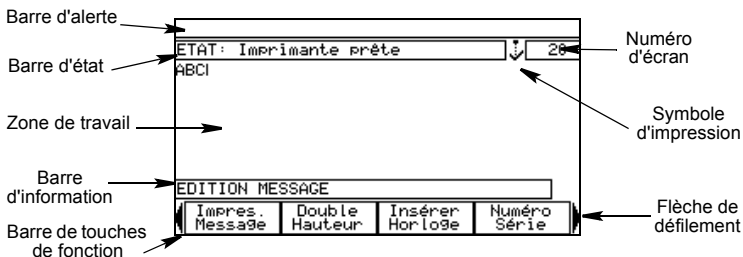 Barre d'alerte
ETAT: Imprimante prête
20
Numéro
d'écran
Barre d'état
ABC
Zone de travail
Symbole
d'impression
Barre
d'information
EDITION MESSAGE
Impres.
Message
Double
Hauteur
Insérer
Horloge
Numéro
Série
Flèche de
défilement
Barre de touches
de fonction